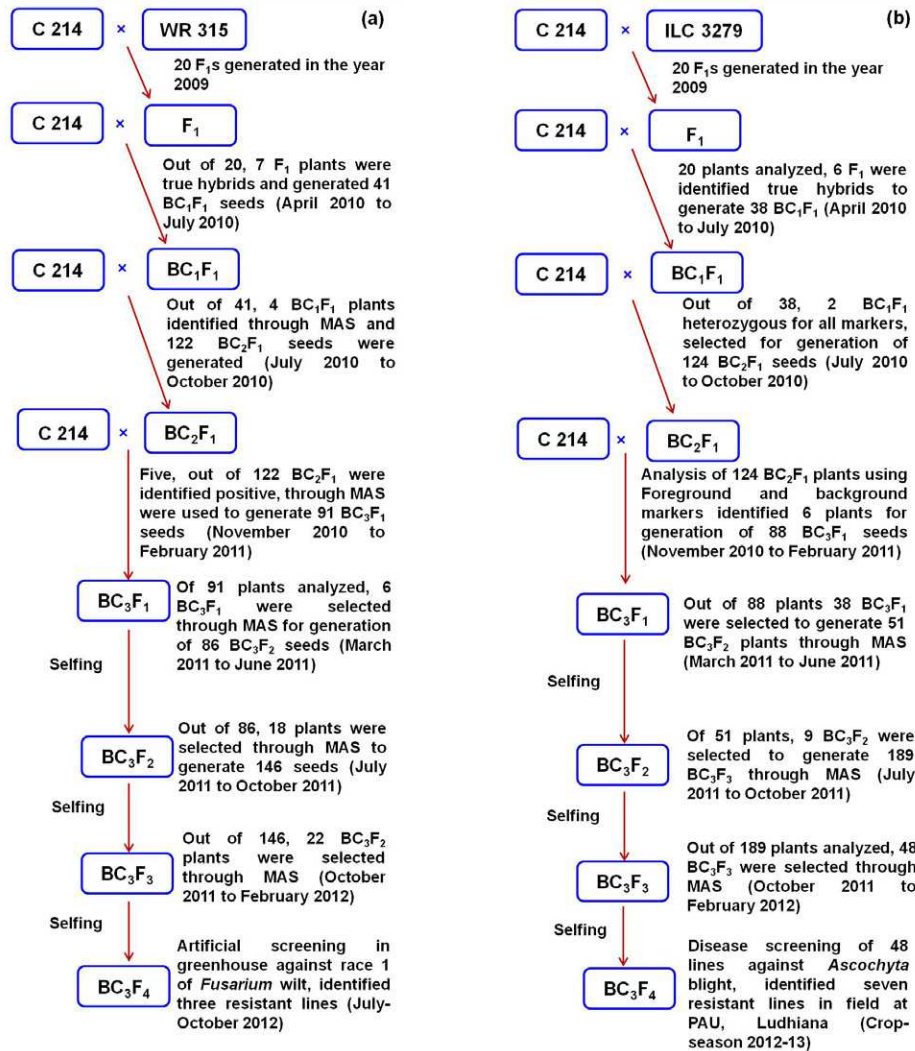 (a)
C 214 × WR 315
20 F1s generated in the year
2009
C 214 × F1
Out of 20, 7 F1 plants were
true hybrids and generated 41
BC1F1 seeds (April 2010 to
July 2010)
C 214 × BC1F1
Out of 41, 4 BC1F1 plants
identified through MAS and
122 BC2F1 seeds were
generated (July 2010 to
October 2010)
C 214 × BC2F1
Five, out of 122 BC2F1 were
identified positive, through MAS
were used to generate 91 BC3F1
seeds (November 2010 to
February 2011)
BC3F1
Of 91 plants analyzed, 6
BC3F1 were selected
through MAS for generation
of 86 BC3F2 seeds (March
2011 to June 2011)
Selfing
BC3F2
Out of 86, 18 plants were
selected through MAS to
generate 146 seeds (July
2011 to October 2011)
Selfing
BC3F3
Out of 146, 22 BC3F2
plants were selected
through MAS (October
2011 to February 2012)
Selfing
BC3F4
Artificial screening in
greenhouse against race 1
of Fusarium wilt, identified
three resistant lines (July-
October 2012)
(b)
C 214 × ILC 3279
20 F1s generated in the year
2009
C 214 × F1
20 plants analyzed, 6 F1 were
identified true hybrids to
generate 38 BC1F1 (April 2010
to July 2010)
C 214 × BC1F1
Out of 38, 2 BC1F1
heterozygous for all markers,
selected for generation of
124 BC2F1 seeds (July 2010
to October 2010)
C 214 × BC2F1
Analysis of 124 BC2F1 plants using
Foreground and background
markers identified 6 plants for
generation of 88 BC3F1 seeds
(November 2010 to February 2011)
BC3F1
Out of 88 plants 38 BC3F1
were selected to generate 51
BC3F2 plants through MAS
(March 2011 to June 2011)
Selfing
BC3F2
Of 51 plants, 9 BC3F2 were
selected to generate 189
BC3F3 through MAS (July
2011 to October 2011)
Selfing
BC3F3
Out of 189 plants analyzed, 48
BC3F3 were selected through
MAS (October 2011 to
February 2012)
Selfing
BC3F4
Disease screening of 48
lines against Ascochyta
blight, identified seven
resistant lines in field at
PAU, Ludhiana (Crop-
season 2012-13)